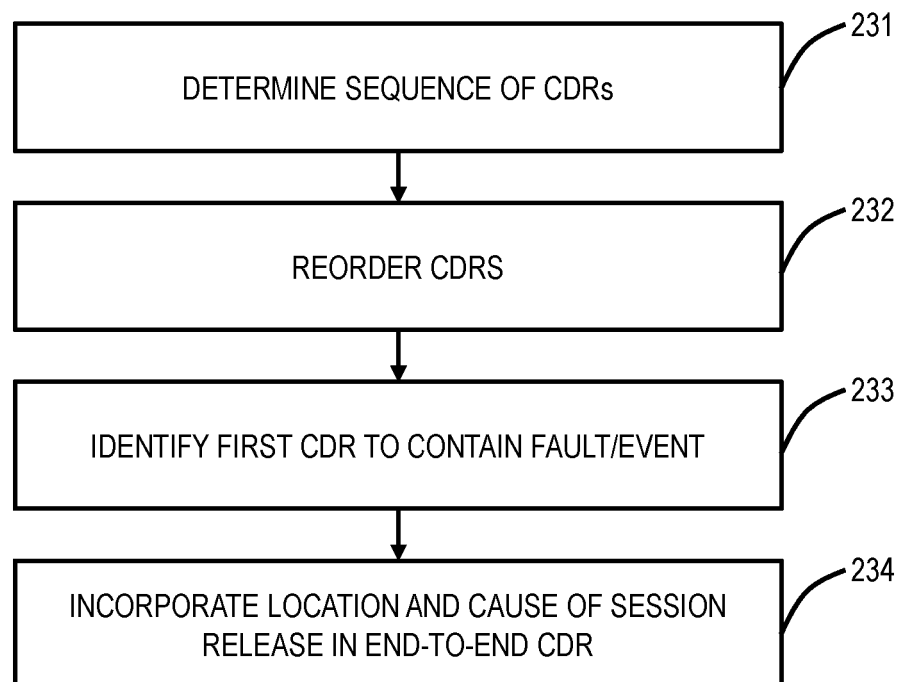 231
DETERMINE SEQUENCE OF CDRs
232
REORDER CDRS
233
IDENTIFY FIRST CDR TO CONTAIN FAULT/EVENT
234
INCORPORATE LOCATION AND CAUSE OF SESSION
RELEASE IN END-TO-END CDR